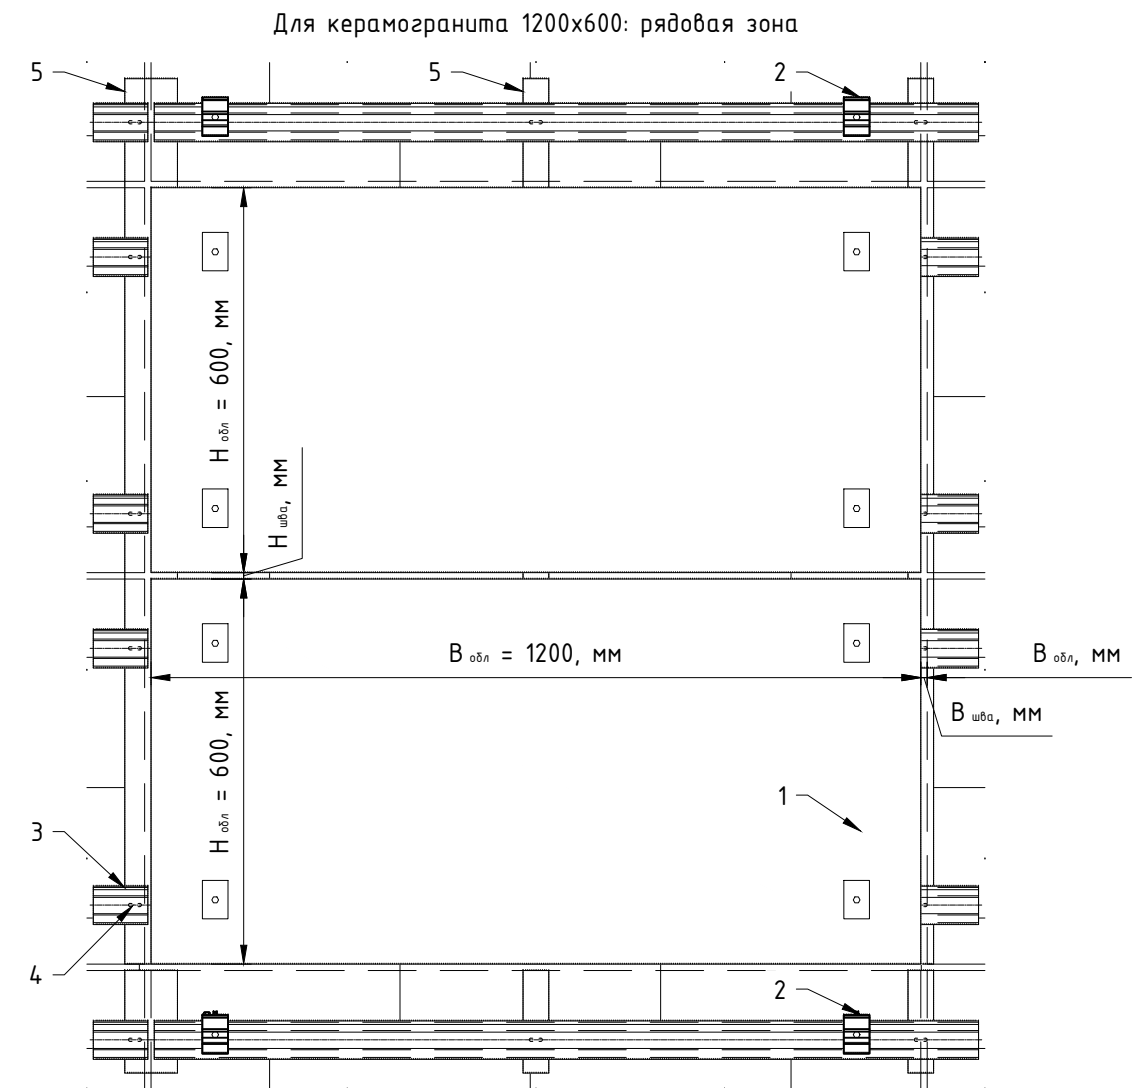 Для керамогранита 1200х600: рядовая зона
5
5
2
H обл = 600, мм
H шва, мм
B обл = 1200, мм
B обл, мм
B шва, мм
H обл = 600, мм
1
3
4
2